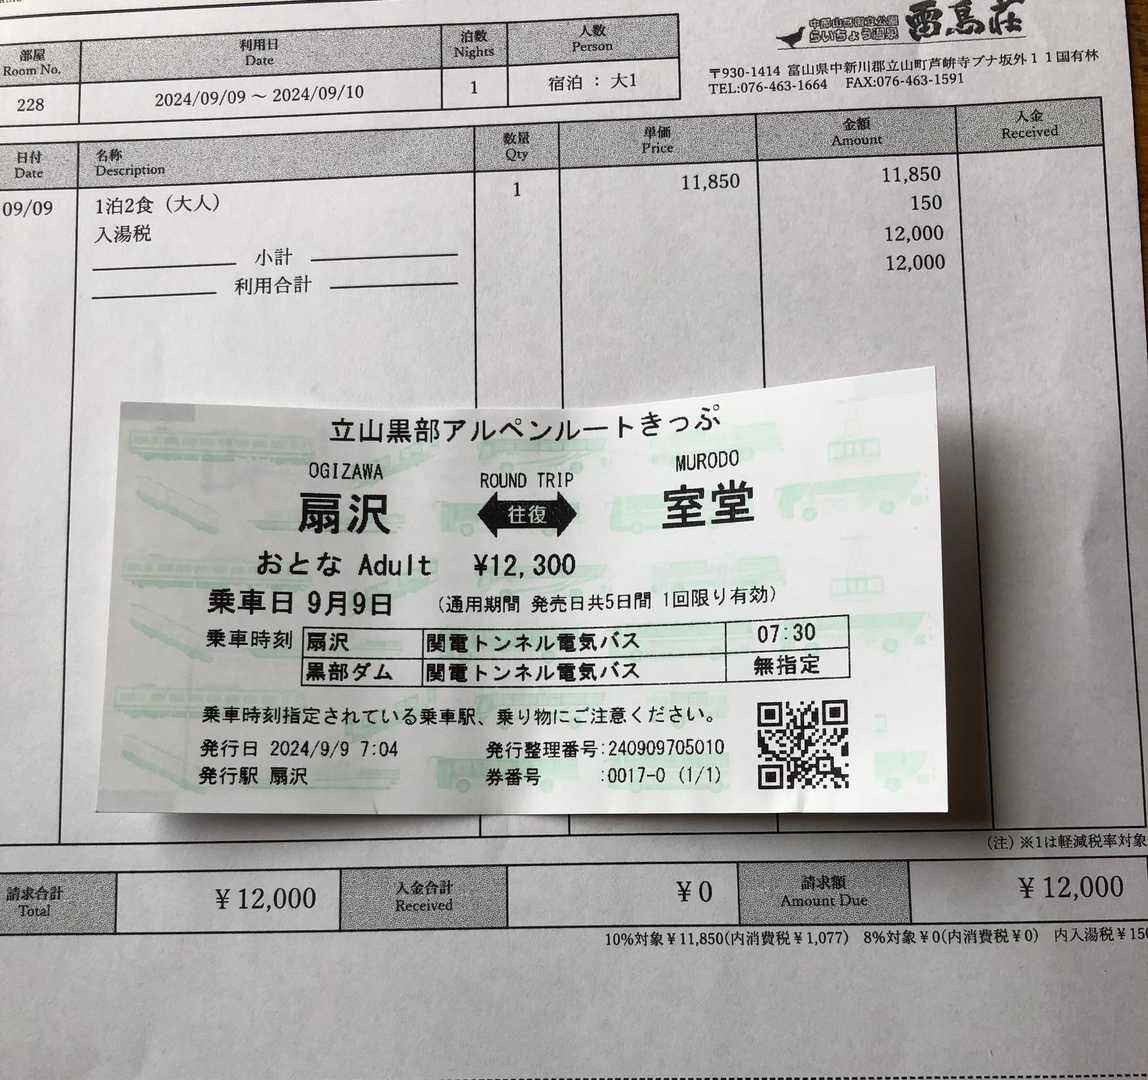 中部山岳国立公園
らいちょう温泉 雷鳥荘
〒930-1414 富山県中新川郡立山町芦峅寺ブナ坂外11国有林
TEL:076-463-1664 FAX:076-463-1591
部屋 利用日 泊数 人数
Room No. Date Nights Person
228 2024/09/09 ～ 2024/09/10 1 宿泊 : 大1
日付 名称 数量 単価 金額 入金
Date Description Qty Price Amount Received
09/09 1泊2食（大人） 1 11,850 11,850
入湯税 150
小計 12,000
利用合計 12,000
立山黒部アルペンルートきっぷ
OGIZAWA ROUND TRIP MURODO
扇沢 往復 室堂
おとな Adult ¥12,300
乗車日 9月9日 （通用期間 発売日共5日間 1回限り有効）
乗車時刻 扇沢 関電トンネル電気バス 07:30
黒部ダム 関電トンネル電気バス 無指定
乗車時刻指定されている乗車駅、乗り物にご注意ください。
発行日 2024/9/9 7:04 発行整理番号:240909705010
発行駅 扇沢 券番号 :0017-0 (1/1)
（注）※1は軽減税率対象
請求合計 ¥12,000 入金合計 ¥0 請求額 ¥12,000
Total Received Amount Due
10%対象¥11,850(内消費税¥1,077) 8%対象¥0(内消費税¥0) 内入湯税¥150